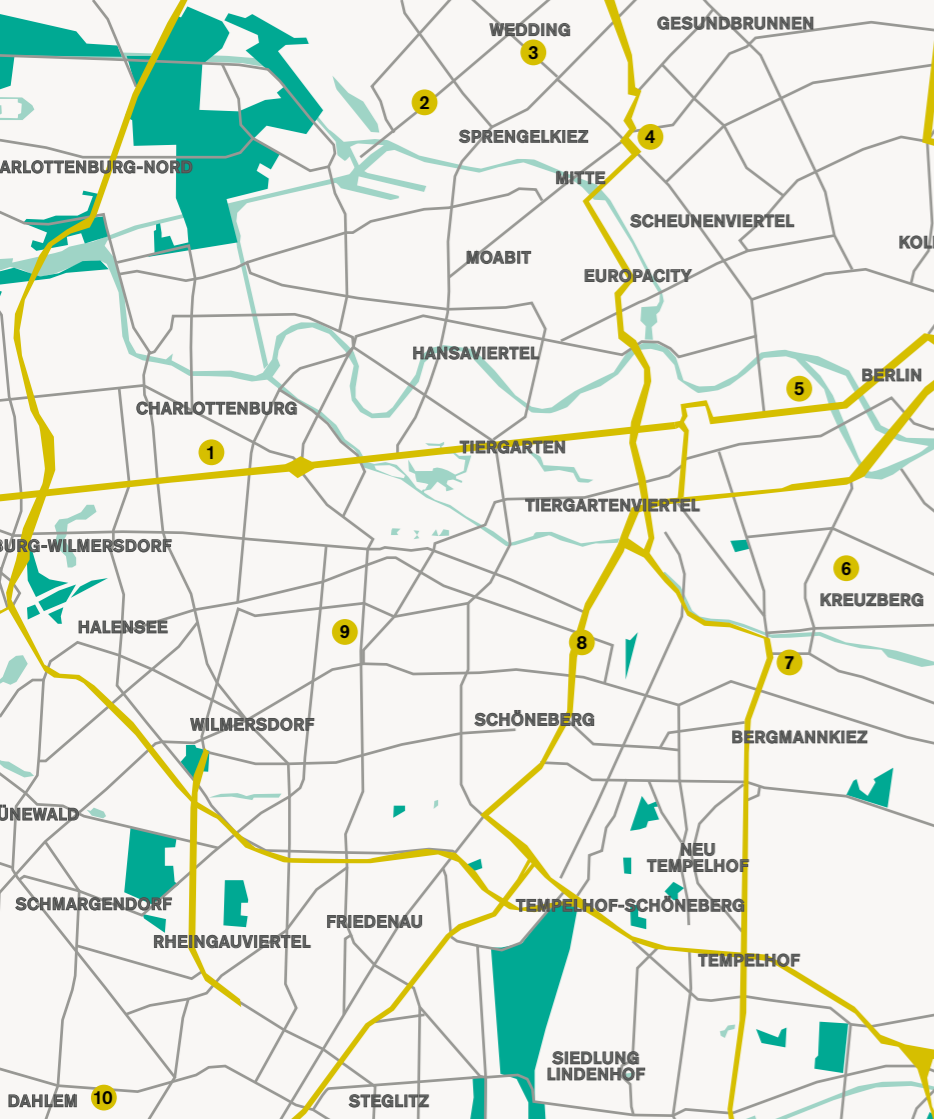 WEDDING
GESUNDBRUNNEN
3
2
SPRENGELKIEZ
4
ARLOTTENBURG-NORD
MITTE
SCHEUNENVIERTEL
KOL
MOABIT
EUROPACITY
HANSAVIERTEL
BERLIN
5
CHARLOTTENBURG
1
TIERGARTEN
TIERGARTENVIERTEL
BURG-WILMERSDORF
6
KREUZBERG
HALENSEE
9
8
7
SCHÖNEBERG
WILMERSDORF
BERGMANNKIEZ
ÜNEWALD
NEU
TEMPELHOF
SCHMARGENDORF
TEMPELHOF-SCHÖNEBERG
FRIEDENAU
RHEINGAUVIERTEL
TEMPELHOF
SIEDLUNG
LINDENHOF
DAHLEM
10
STEGLITZ